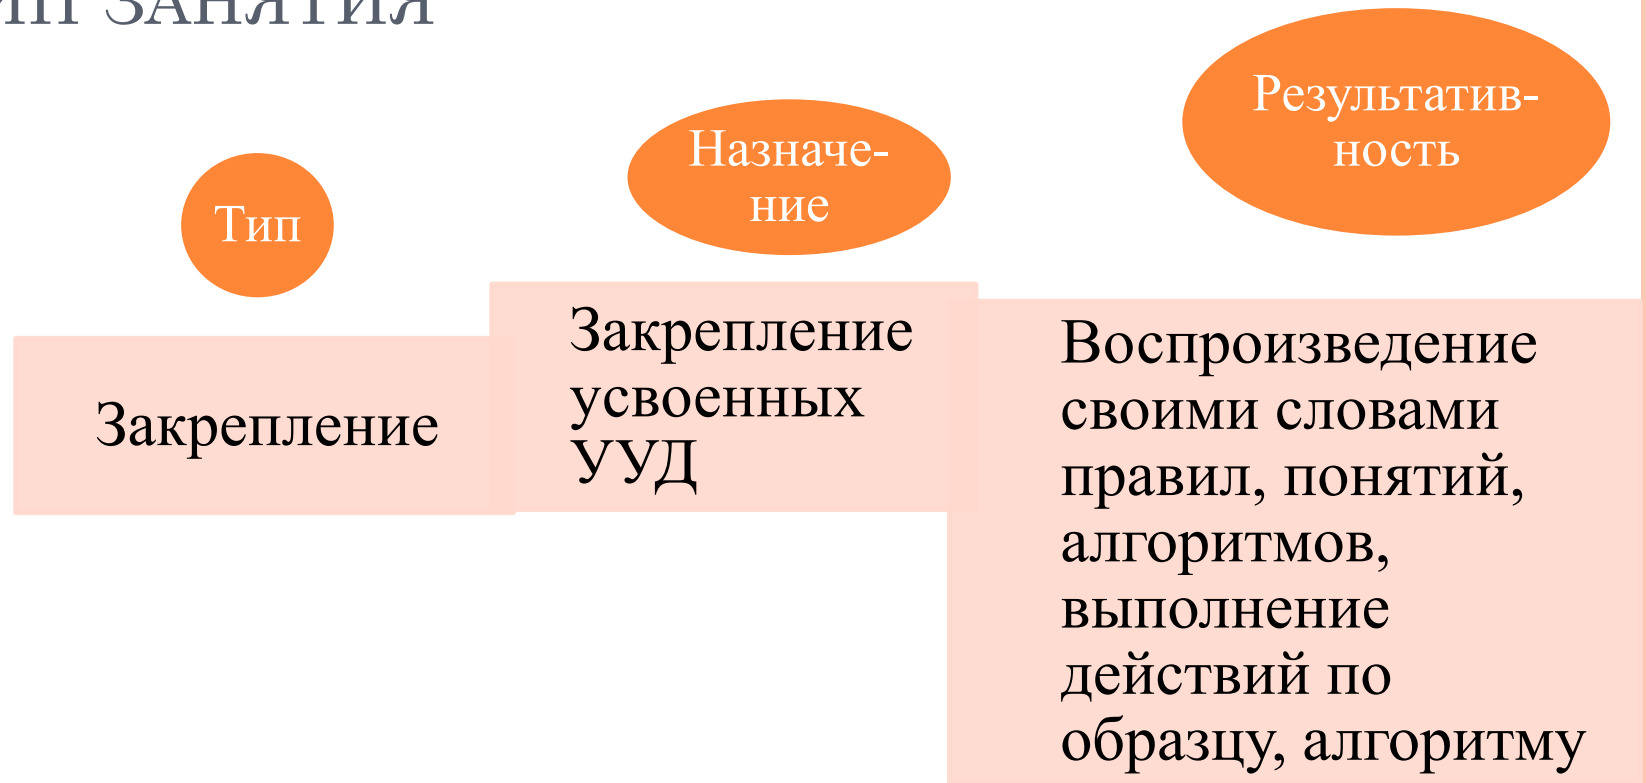 ЗАНЯТИЯ
Тип
Закрепление
Назначе-
ние
Закрепление
усвоенных
УУД
Результатив-
ность
Воспроизведение
своими словами
правил, понятий,
алгоритмов,
выполнение
действий по
образцу, алгоритму